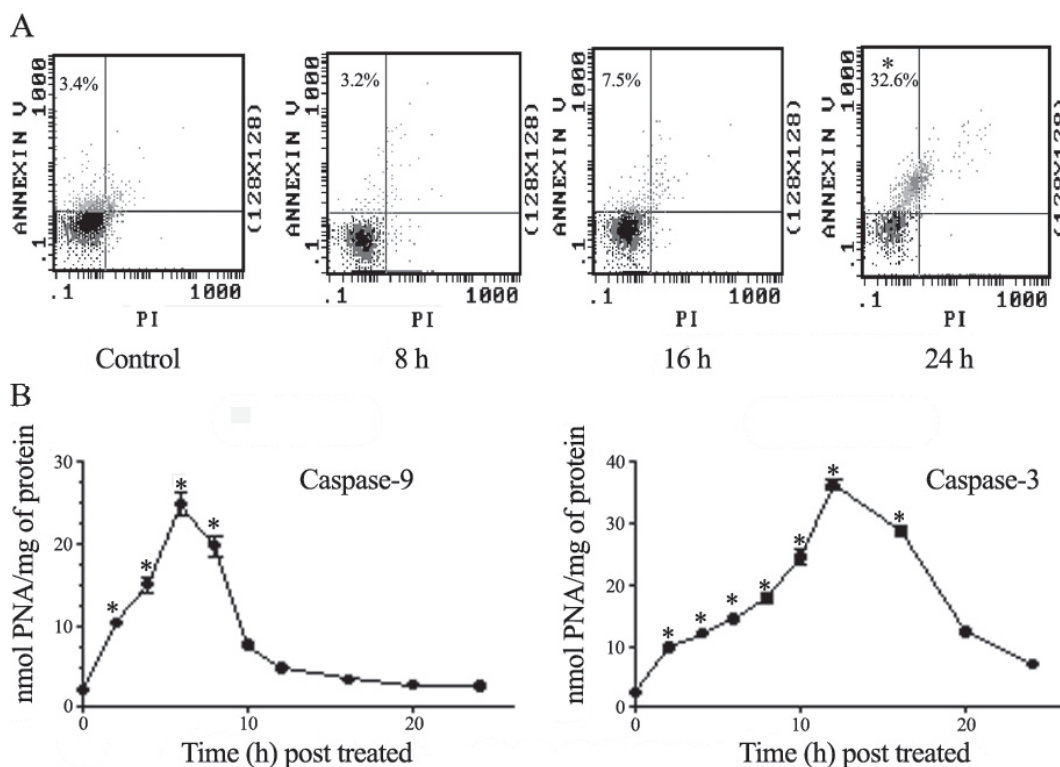 A
3.4%
ANNEXIN V
.1 1000
(128X128)
.1 1000
PI
Control
3.2%
ANNEXIN V
.1 1000
(128X128)
.1 1000
PI
8 h
7.5%
ANNEXIN V
.1 1000
(128X128)
.1 1000
PI
16 h
*
32.6%
ANNEXIN V
.1 1000
(128X128)
.1 1000
PI
24 h
B
Caspase-9
nmol PNA/mg of protein
30
20
10
0
* * * *
0 10 20
Time (h) post treated
Caspase-3
nmol PNA/mg of protein
40
30
20
10
0
* * * * * * *
0 10 20
Time (h) post treated